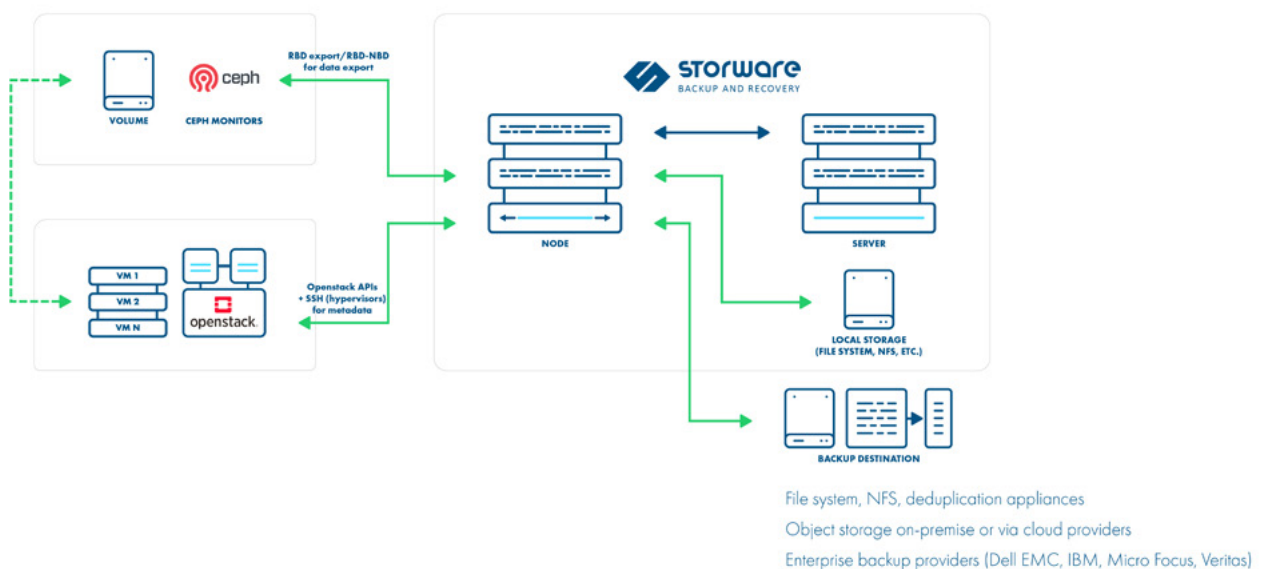 RBD export/RBD-NBD
for data export
ceph
VOLUME
CEPH MONITORS
STORWARE
BACKUP AND RECOVERY
NODE
SERVER
VM 1
VM 2
VM N
openstack.
Openstack APIs
+ SSH (hypervisors)
for metadata
LOCAL STORAGE
(FILE SYSTEM, NFS, ETC.)
BACKUP DESTINATION
File system, NFS, deduplication appliances
Object storage on-premise or via cloud providers
Enterprise backup providers (Dell EMC, IBM, Micro Focus, Veritas)